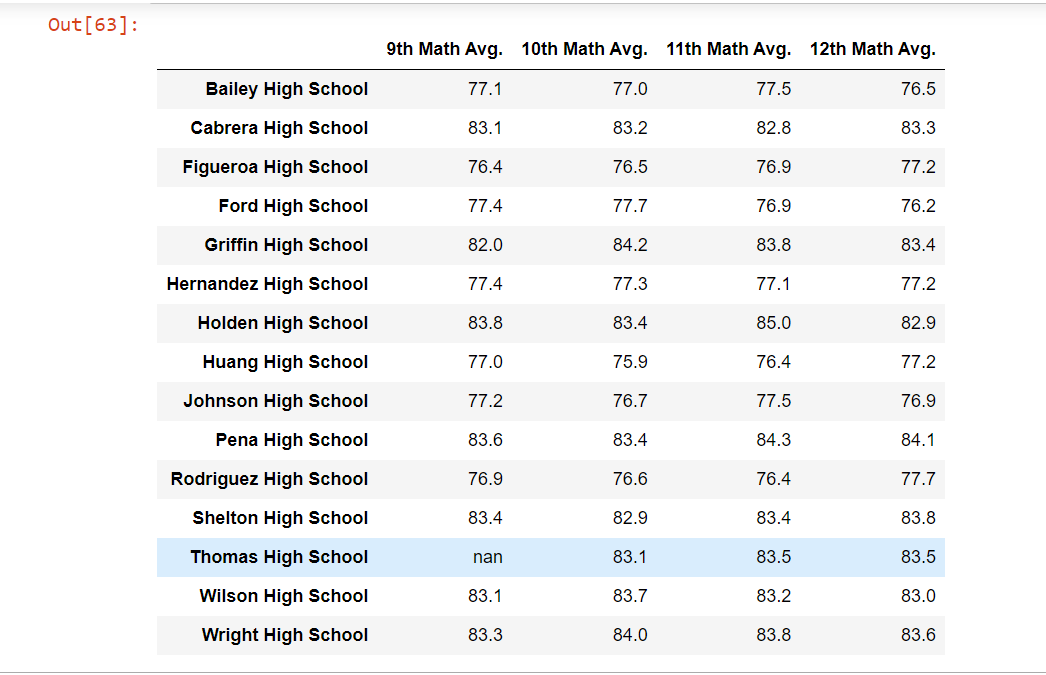 Out[63]:
9th Math Avg. 10th Math Avg. 11th Math Avg. 12th Math Avg.
Bailey High School 77.1 77.0 77.5 76.5
Cabrera High School 83.1 83.2 82.8 83.3
Figueroa High School 76.4 76.5 76.9 77.2
Ford High School 77.4 77.7 76.9 76.2
Griffin High School 82.0 84.2 83.8 83.4
Hernandez High School 77.4 77.3 77.1 77.2
Holden High School 83.8 83.4 85.0 82.9
Huang High School 77.0 75.9 76.4 77.2
Johnson High School 77.2 76.7 77.5 76.9
Pena High School 83.6 83.4 84.3 84.1
Rodriguez High School 76.9 76.6 76.4 77.7
Shelton High School 83.4 82.9 83.4 83.8
Thomas High School nan 83.1 83.5 83.5
Wilson High School 83.1 83.7 83.2 83.0
Wright High School 83.3 84.0 83.8 83.6